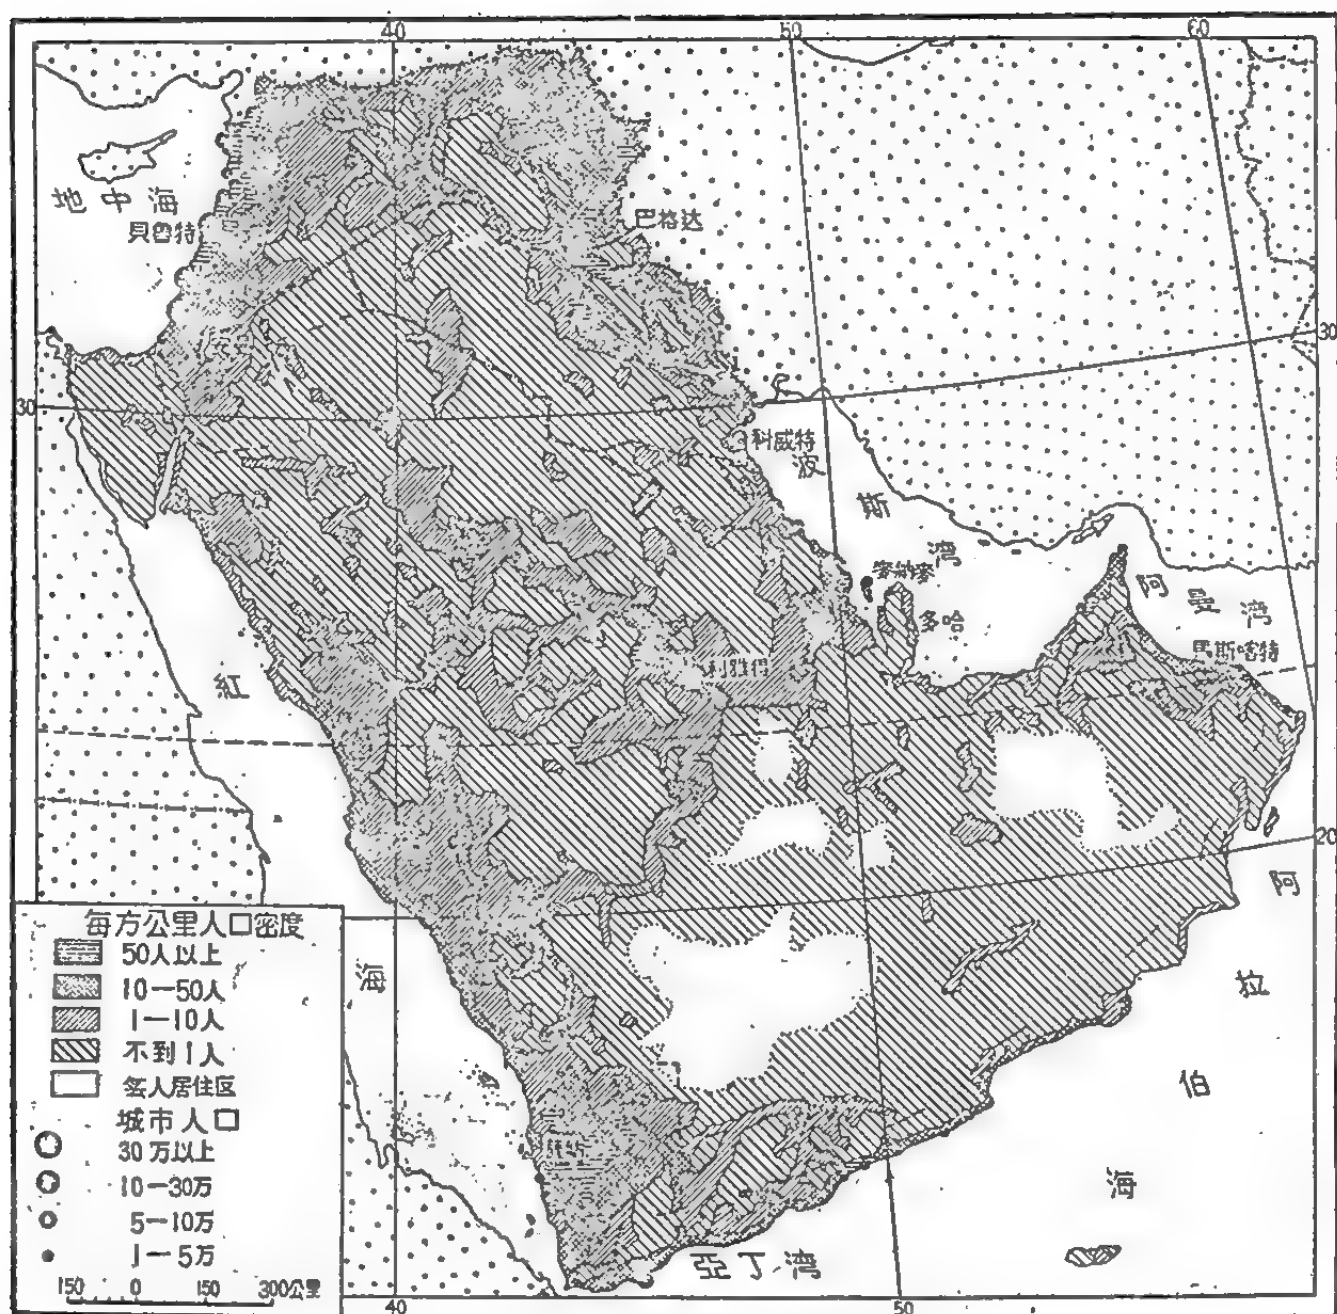 40
50
60
地中海
貝魯特
巴格达
30
30
科威特
波
斯
湾
麥納麥
多哈
阿曼湾
馬斯喀特
利雅得
紅
海
20
阿
拉
伯
海
亞丁湾
每方公里人口密度
50人以上
10—50人
1—10人
不到1人
無人居住区
城市人口
30万以上
10—30万
5—10万
1—5万
150 0 150 300公里
40
50